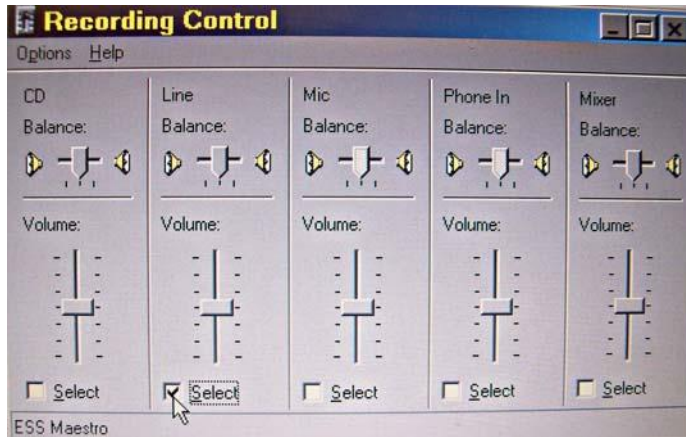 Recording Control
Options Help
CD Line Mic Phone In Mixer
Balance: Balance: Balance: Balance: Balance:
Volume: Volume: Volume: Volume: Volume:
Select Select Select Select Select
ESS Maestro